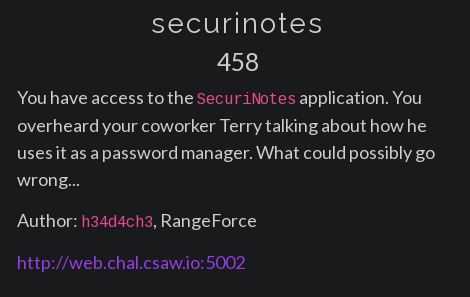 securinotes
458
You have access to the SecuriNotes application. You
overheard your coworker Terry talking about how he
uses it as a password manager. What could possibly go
wrong...
Author: h34d4ch3, RangeForce
http://web.chal.csaw.io:5002